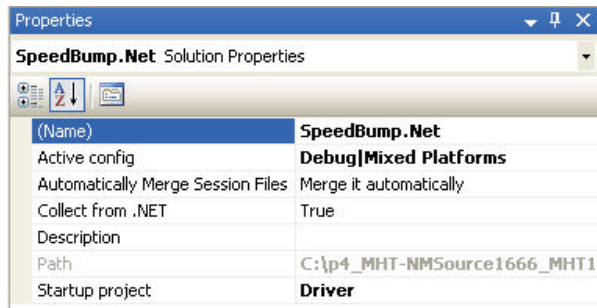 Properties
SpeedBump.Net Solution Properties
(Name) SpeedBump.Net
Active config Debug|Mixed Platforms
Automatically Merge Session Files Merge it automatically
Collect from .NET True
Description
Path C:\p4_MHT-NMSource1666_MHT1
Startup project Driver